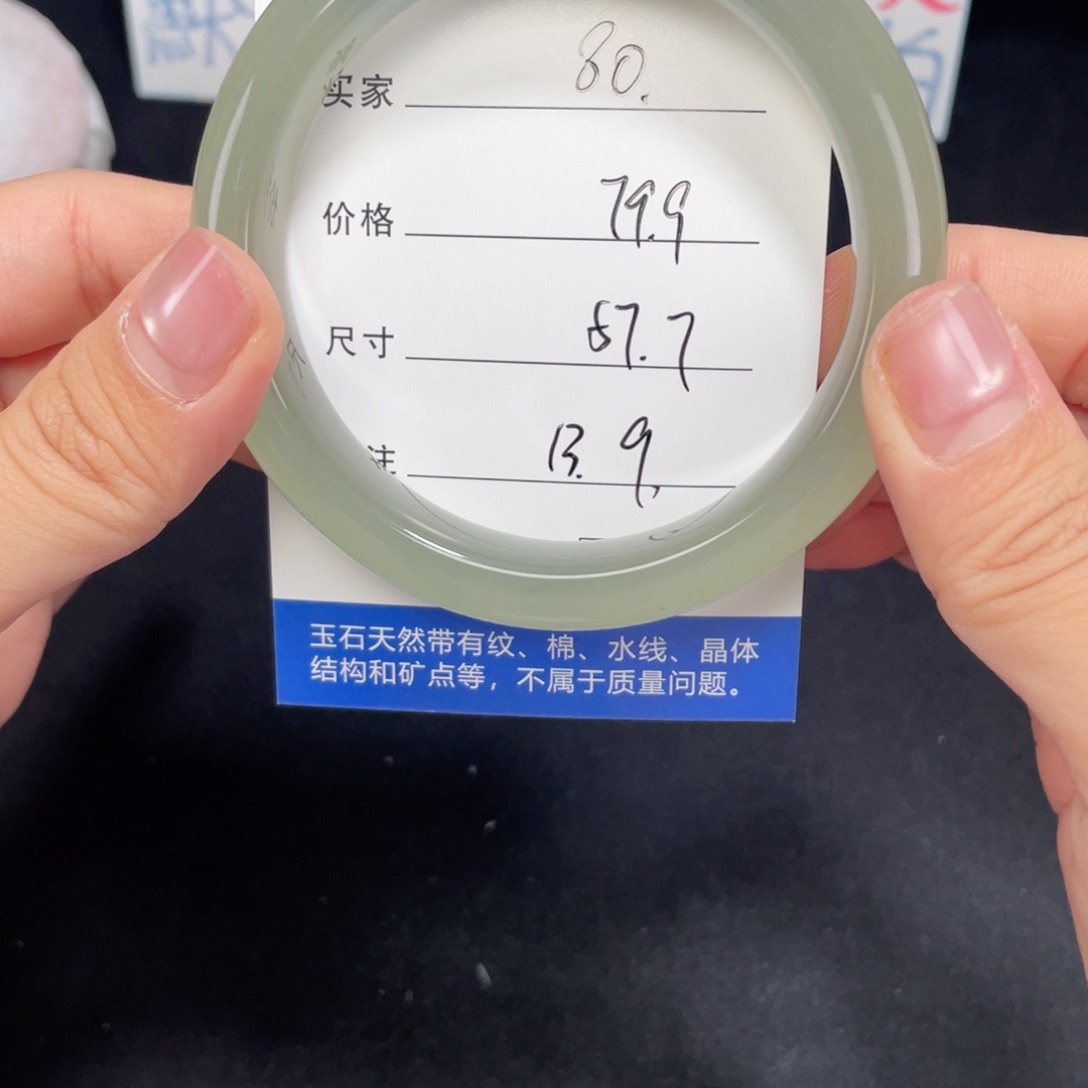 买家 80.
价格 79.9
尺寸 57.7
注 13. 9.
玉石天然带有纹、棉、水线、晶体
结构和矿点等，不属于质量问题。